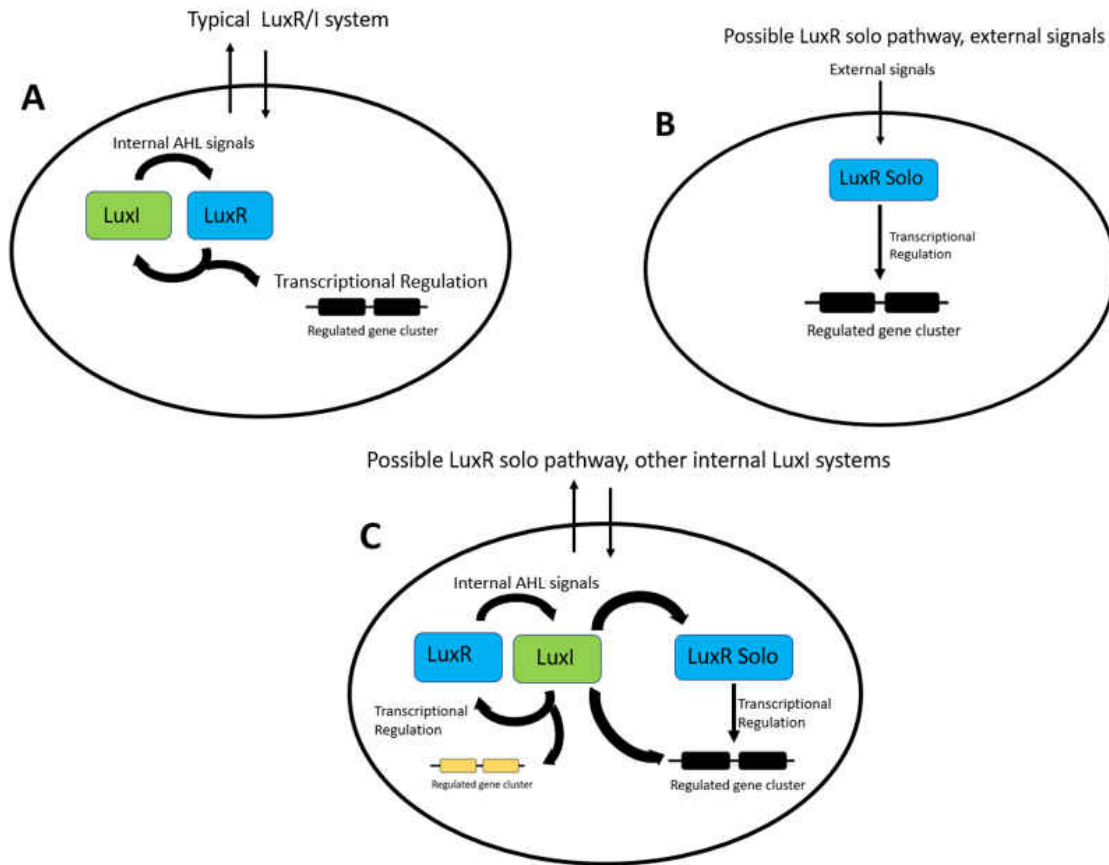 Typical LuxR/I system
A
Internal AHL signals
LuxI
LuxR
Transcriptional Regulation
Regulated gene cluster
Possible LuxR solo pathway, external signals
External signals
B
LuxR Solo
Transcriptional
Regulation
Regulated gene cluster
Possible LuxR solo pathway, other internal LuxI systems
C
Internal AHL signals
LuxR
LuxI
LuxR Solo
Transcriptional
Regulation
Transcriptional
Regulation
Regulated gene cluster
Regulated gene cluster